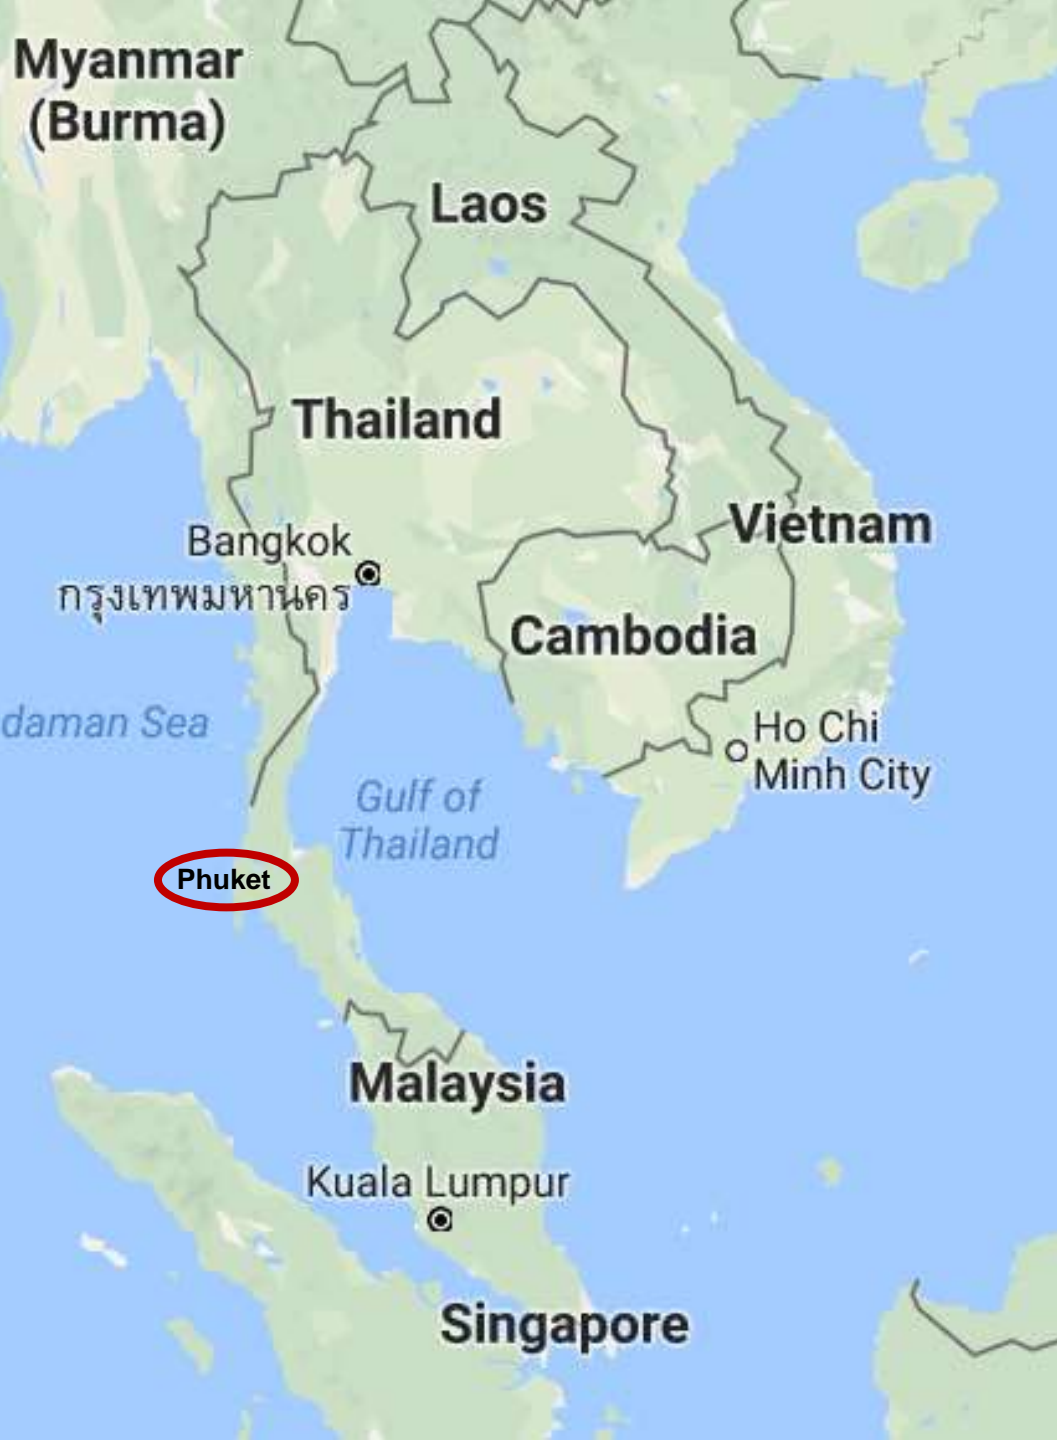 Myanmar
(Burma)
Laos
Thailand
Bangkok
กรุงเทพมหานคร
Vietnam
Cambodia
daman Sea
Ho Chi
Minh City
Gulf of
Thailand
Phuket
Malaysia
Kuala Lumpur
Singapore